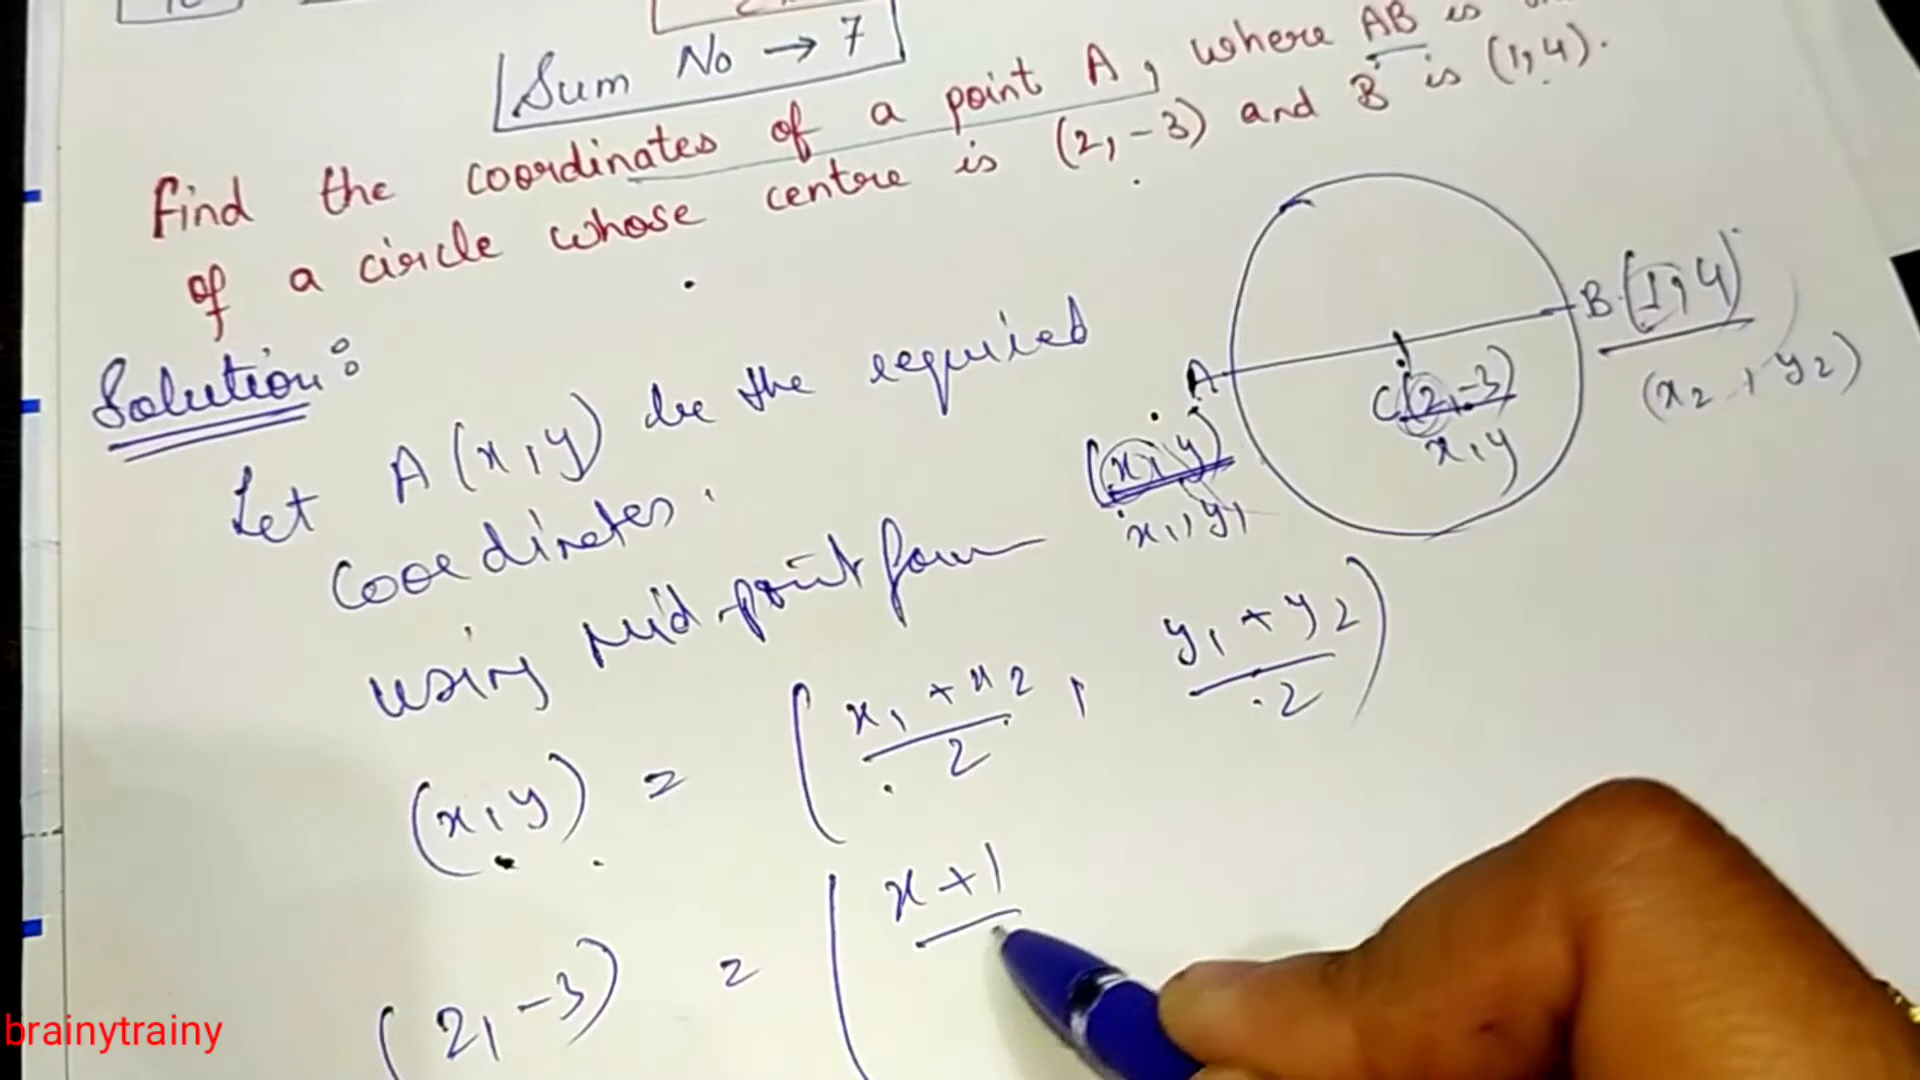 Sum No → 7
Find the coordinates of a point A, where AB is
of a circle whose centre is (2, -3) and B is (1, 4).
Solution:
Let A(x, y) be the required
Coordinates.
using Mid-point form
(x, y) = (x1 + x2 / 2, y1 + y2 / 2)
(2, -3) = ( x + 1
A
(x, y)
x1, y1
C(2, -3)
x, y
B (1, 4)
(x2, y2)
brainytrainy